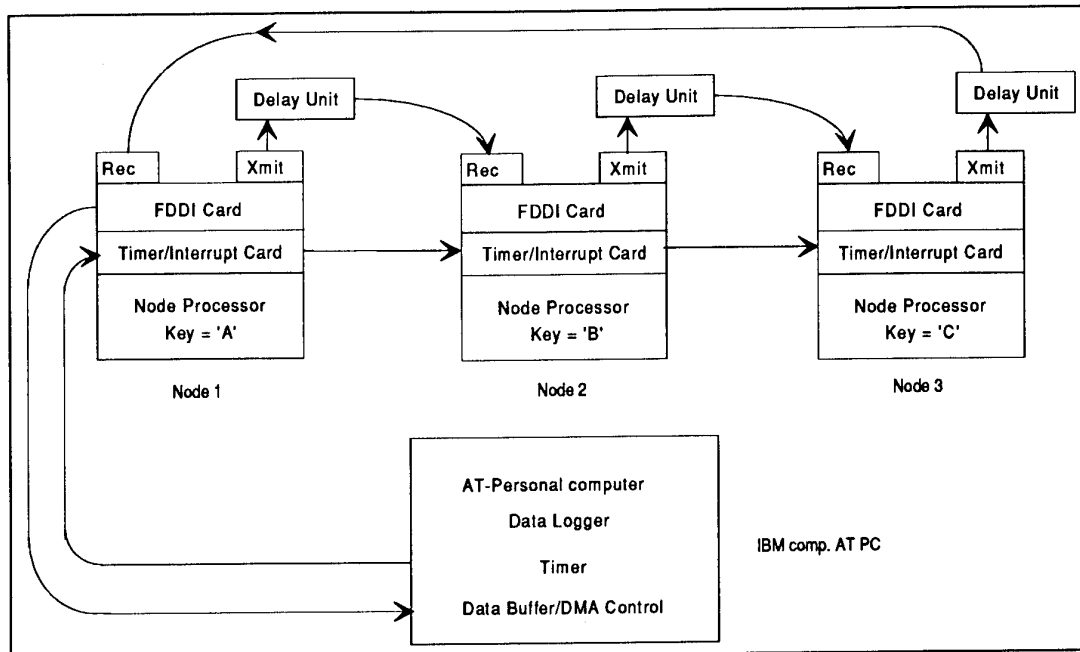 Delay Unit
Delay Unit
Delay Unit
Rec
Xmit
FDDI Card
Timer/Interrupt Card
Node Processor
Key = 'A'
Node 1
Rec
Xmit
FDDI Card
Timer/Interrupt Card
Node Processor
Key = 'B'
Node 2
Rec
Xmit
FDDI Card
Timer/Interrupt Card
Node Processor
Key = 'C'
Node 3
AT-Personal computer
Data Logger
Timer
Data Buffer/DMA Control
IBM comp. AT PC